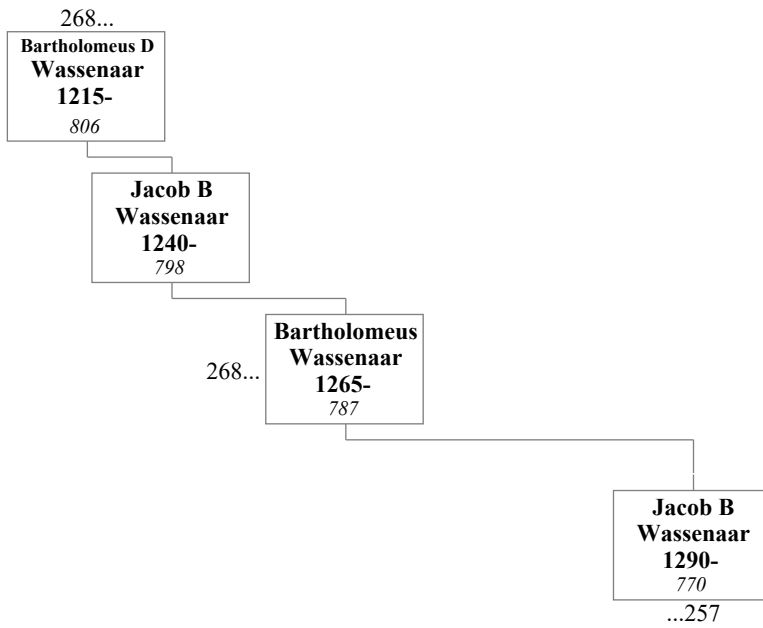 268...
Bartholomeus D
Wassenaar
1215-
806
Jacob B
Wassenaar
1240-
798
Bartholomeus
Wassenaar
1265-
787
268...
Jacob B
Wassenaar
1290-
770
...257